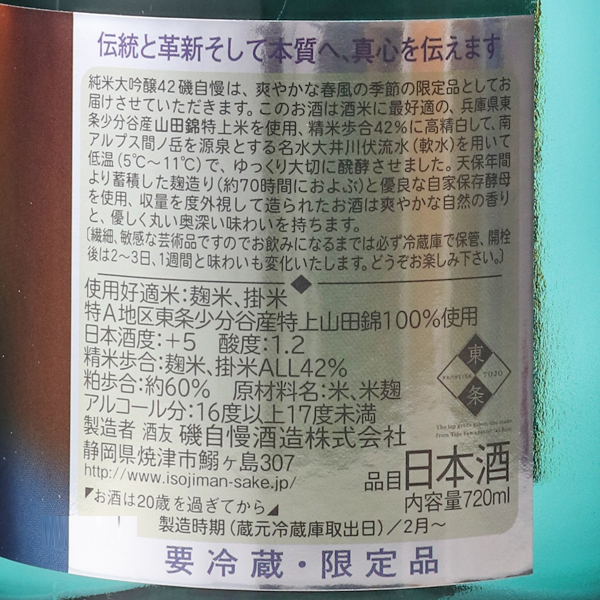 伝統と革新そして本質へ、真心を伝えます
純米大吟醸42磯自慢は、爽やかな春風の季節の限定品としてお
届けさせていただきます。このお酒は酒米に最好適の、兵庫県東
条少分谷産山田錦特上米を使用、精米歩合42%に高精白して、南
アルプス間ノ岳を源泉とする名水大井川伏流水(軟水)を用いて
低温(5℃～11℃)で、ゆっくり大切に醗酵させました。天保年間
より蓄積した麹造り(約70時間におよぶ)と優良な自家保存酵母
を使用、収量を度外視して造られたお酒は爽やかな自然の香り
と、優しく丸い奥深い味わいを持ちます。
〔繊細、敏感な芸術品ですのでお飲みになるまでは必ず冷蔵庫で保管、開栓
後は2～3日、1週間と味わいも変化いたします。どうぞお楽しみ下さい。〕
使用好適米:麹米、掛米
特A地区東条少分谷産特上山田錦100%使用
日本酒度:+5 酸度:1.2
精米歩合:麹米、掛米ALL42%
粕歩合:約60% 原材料名:米、米麹
アルコール分:16度以上17度未満
製造者 酒友 磯自慢酒造株式会社
静岡県焼津市鰯ヶ島307
http://www.isojiman-sake.jp/
東
TOJO
条
品目 日本酒
内容量720ml
お酒は20歳を過ぎてから
製造時期(蔵元冷蔵庫取出日)/2月～
要冷蔵・限定品